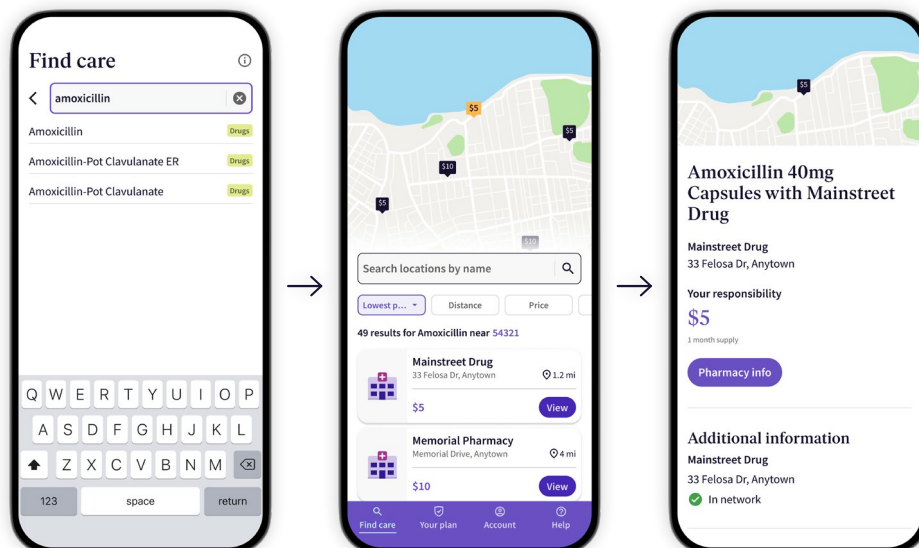 Find care
amoxicillin
Amoxicillin
Drugs
Amoxicillin-Pot Clavulanate ER
Drugs
Amoxicillin-Pot Clavulanate
Drugs
Q W E R T Y U I O P
A S D F G H J K L
Z X C V B N M
123 space return
$5
$5
$10
$5
$10
Search locations by name
Lowest p... Distance Price
49 results for Amoxicillin near 54321
Mainstreet Drug
33 Felosa Dr, Anytown 1.2 mi
$5 View
Memorial Pharmacy
Memorial Drive, Anytown 4 mi
$10 View
Find care Your plan Account Help
$5
Amoxicillin 40mg
Capsules with Mainstreet
Drug
Mainstreet Drug
33 Felosa Dr, Anytown
Your responsibility
$5
1 month supply
Pharmacy info
Additional information
Mainstreet Drug
33 Felosa Dr, Anytown
In network